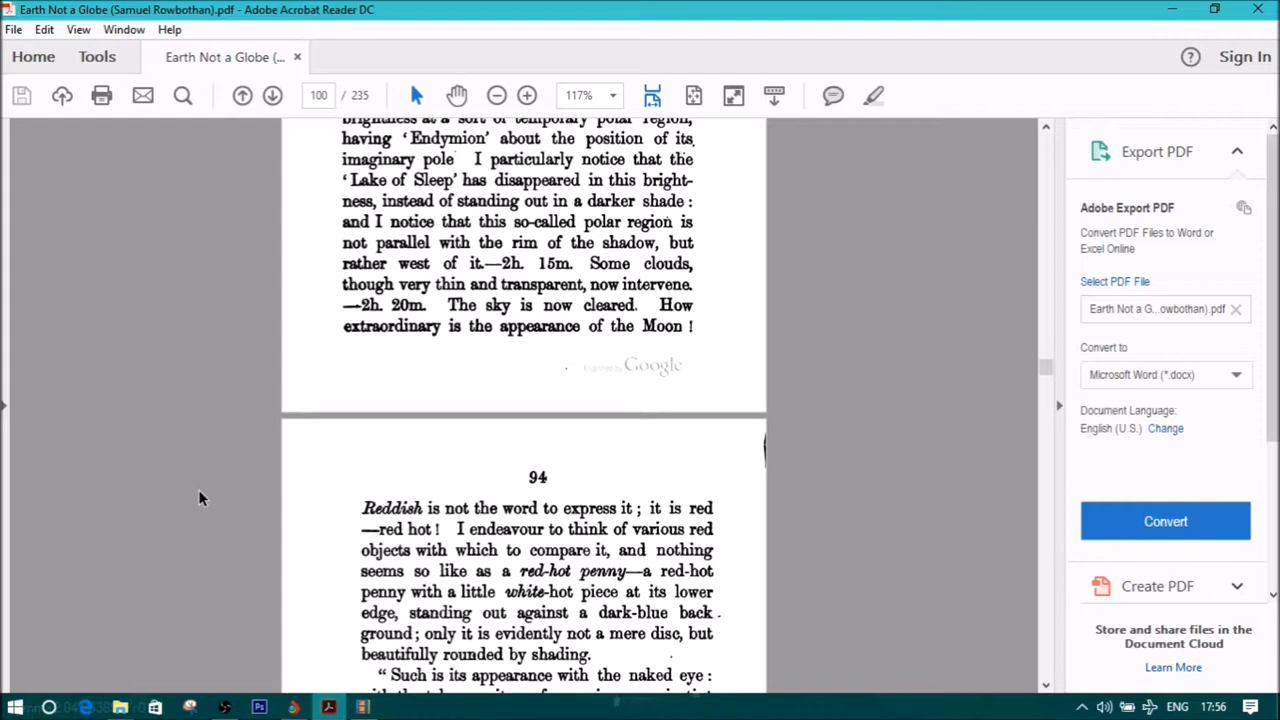 Earth Not a Globe (Samuel Rowbothan).pdf - Adobe Acrobat Reader DC
File Edit View Window Help
Home Tools Earth Not a Globe (... × Sign In
100 / 235 117%
brightness at a sort of temporary polar region,
having ‘Endymion’ about the position of its
imaginary pole I particularly notice that the
‘Lake of Sleep’ has disappeared in this bright-
ness, instead of standing out in a darker shade :
and I notice that this so-called polar region is
not parallel with the rim of the shadow, but
rather west of it.—2h. 15m. Some clouds,
though very thin and transparent, now intervene.
—2h. 20m. The sky is now cleared. How
extraordinary is the appearance of the Moon !
Digitized by Google
94
Reddish is not the word to express it ; it is red
—red hot ! I endeavour to think of various red
objects with which to compare it, and nothing
seems so like as a red-hot penny—a red-hot
penny with a little white-hot piece at its lower
edge, standing out against a dark-blue back
ground ; only it is evidently not a mere disc, but
beautifully rounded by shading.
“ Such is its appearance with the naked eye :
Export PDF
Adobe Export PDF
Convert PDF Files to Word or
Excel Online
Select PDF File
Earth Not a G...owbothan).pdf
Convert to
Microsoft Word (*.docx)
Document Language:
English (U.S.) Change
Convert
Create PDF
Store and share files in the
Document Cloud
Learn More
ENG 17:56